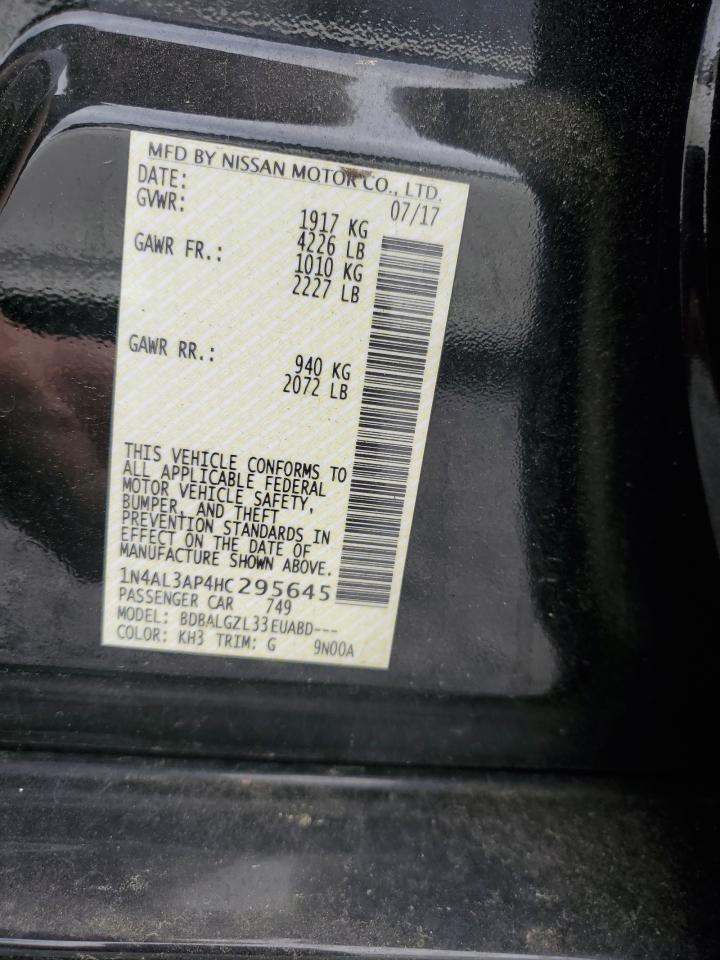 MFD BY NISSAN MOTOR CO., LTD.
DATE: 07/17
GVWR: 1917 KG
4226 LB
GAWR FR.: 1010 KG
2227 LB
GAWR RR.: 940 KG
2072 LB
THIS VEHICLE CONFORMS TO
ALL APPLICABLE FEDERAL
MOTOR VEHICLE SAFETY,
BUMPER, AND THEFT
PREVENTION STANDARDS IN
EFFECT ON THE DATE OF
MANUFACTURE SHOWN ABOVE.
1N4AL3AP4HC295645
PASSENGER CAR 749
MODEL: BDBALGZL33EUABD---
COLOR: KH3 TRIM: G 9N00A